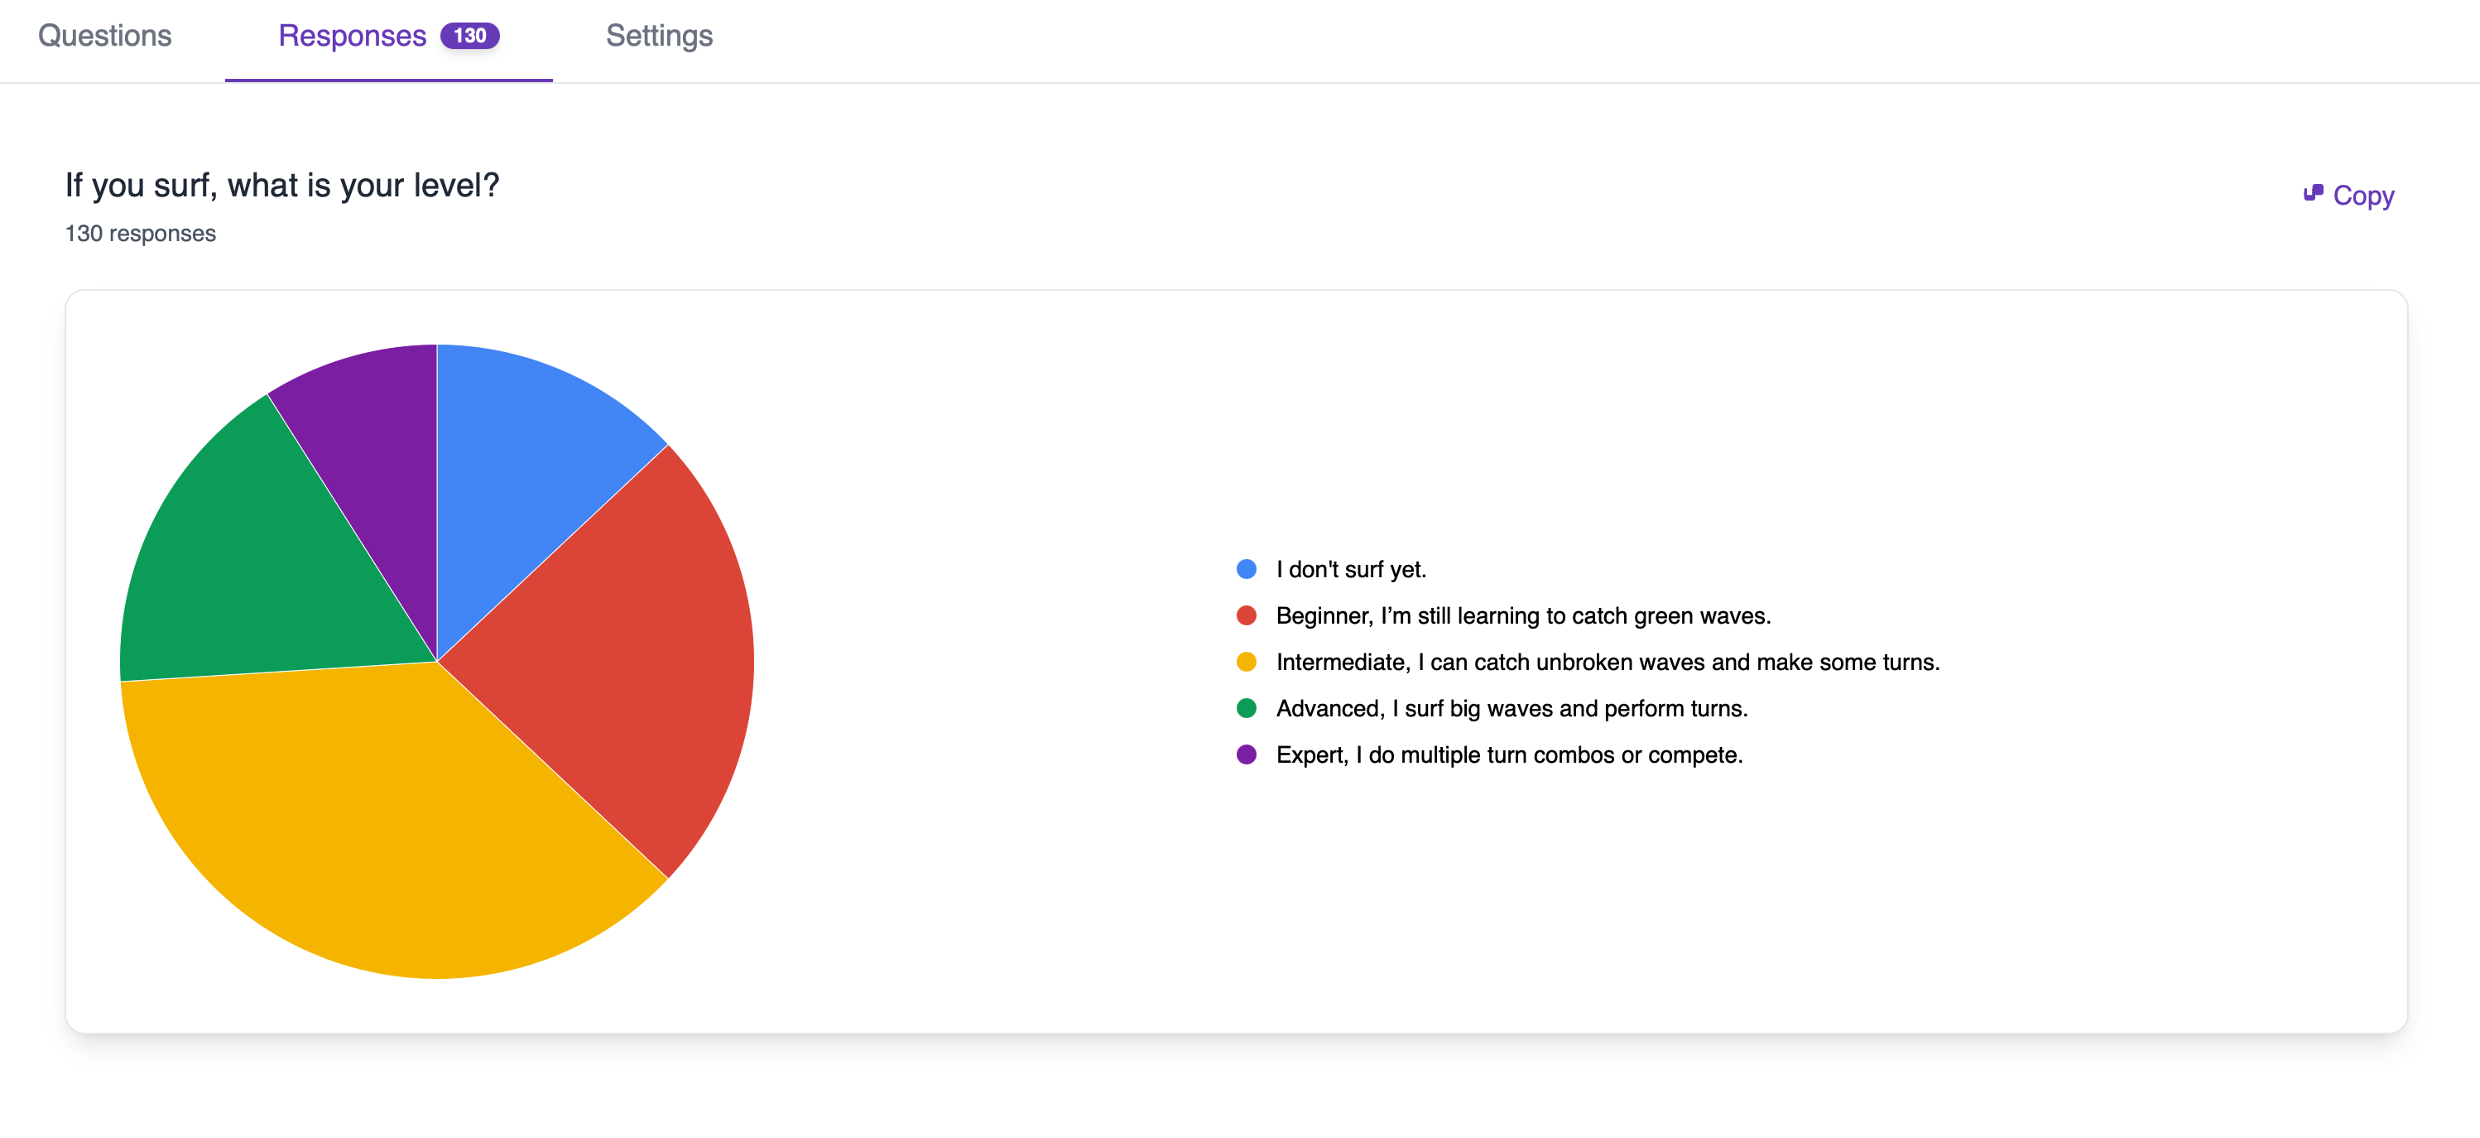 Questions
Responses 130
Settings
If you surf, what is your level?
130 responses
Copy
I don't surf yet.
Beginner, I’m still learning to catch green waves.
Intermediate, I can catch unbroken waves and make some turns.
Advanced, I surf big waves and perform turns.
Expert, I do multiple turn combos or compete.